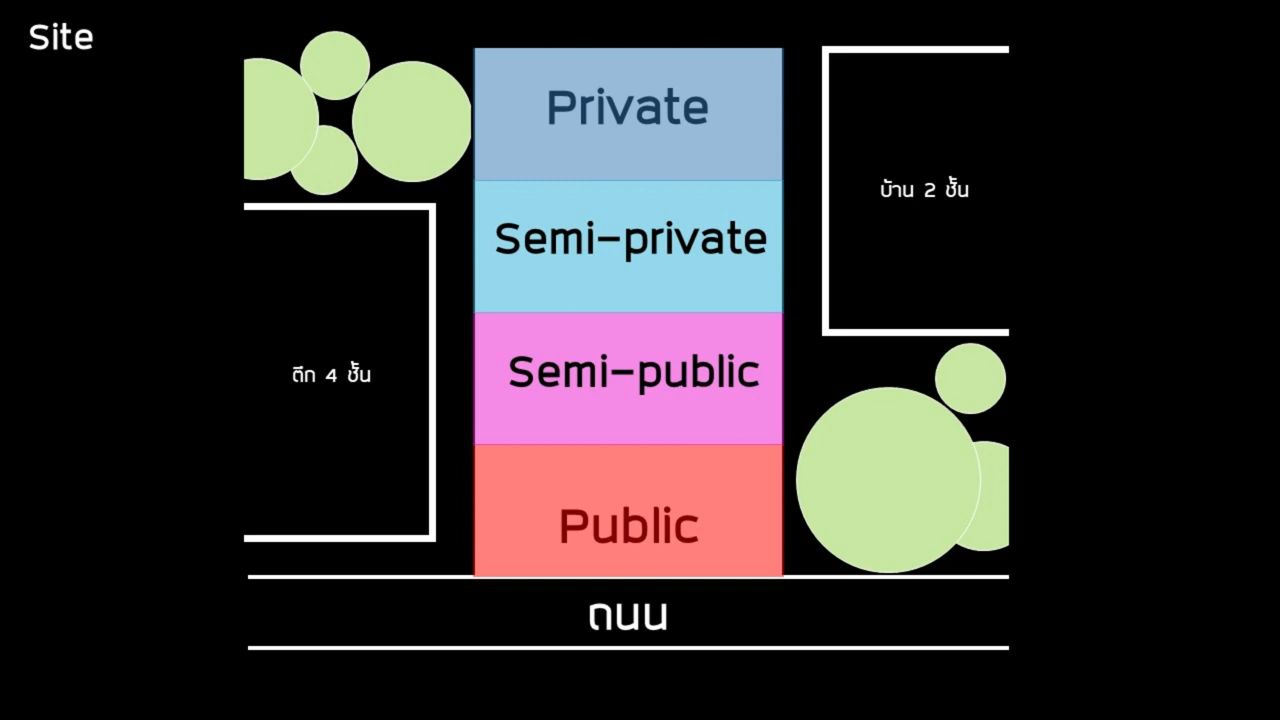 Site
Private
บ้าน 2 ชั้น
Semi-private
Semi-public
ตึก 4 ชั้น
Public
ถนน